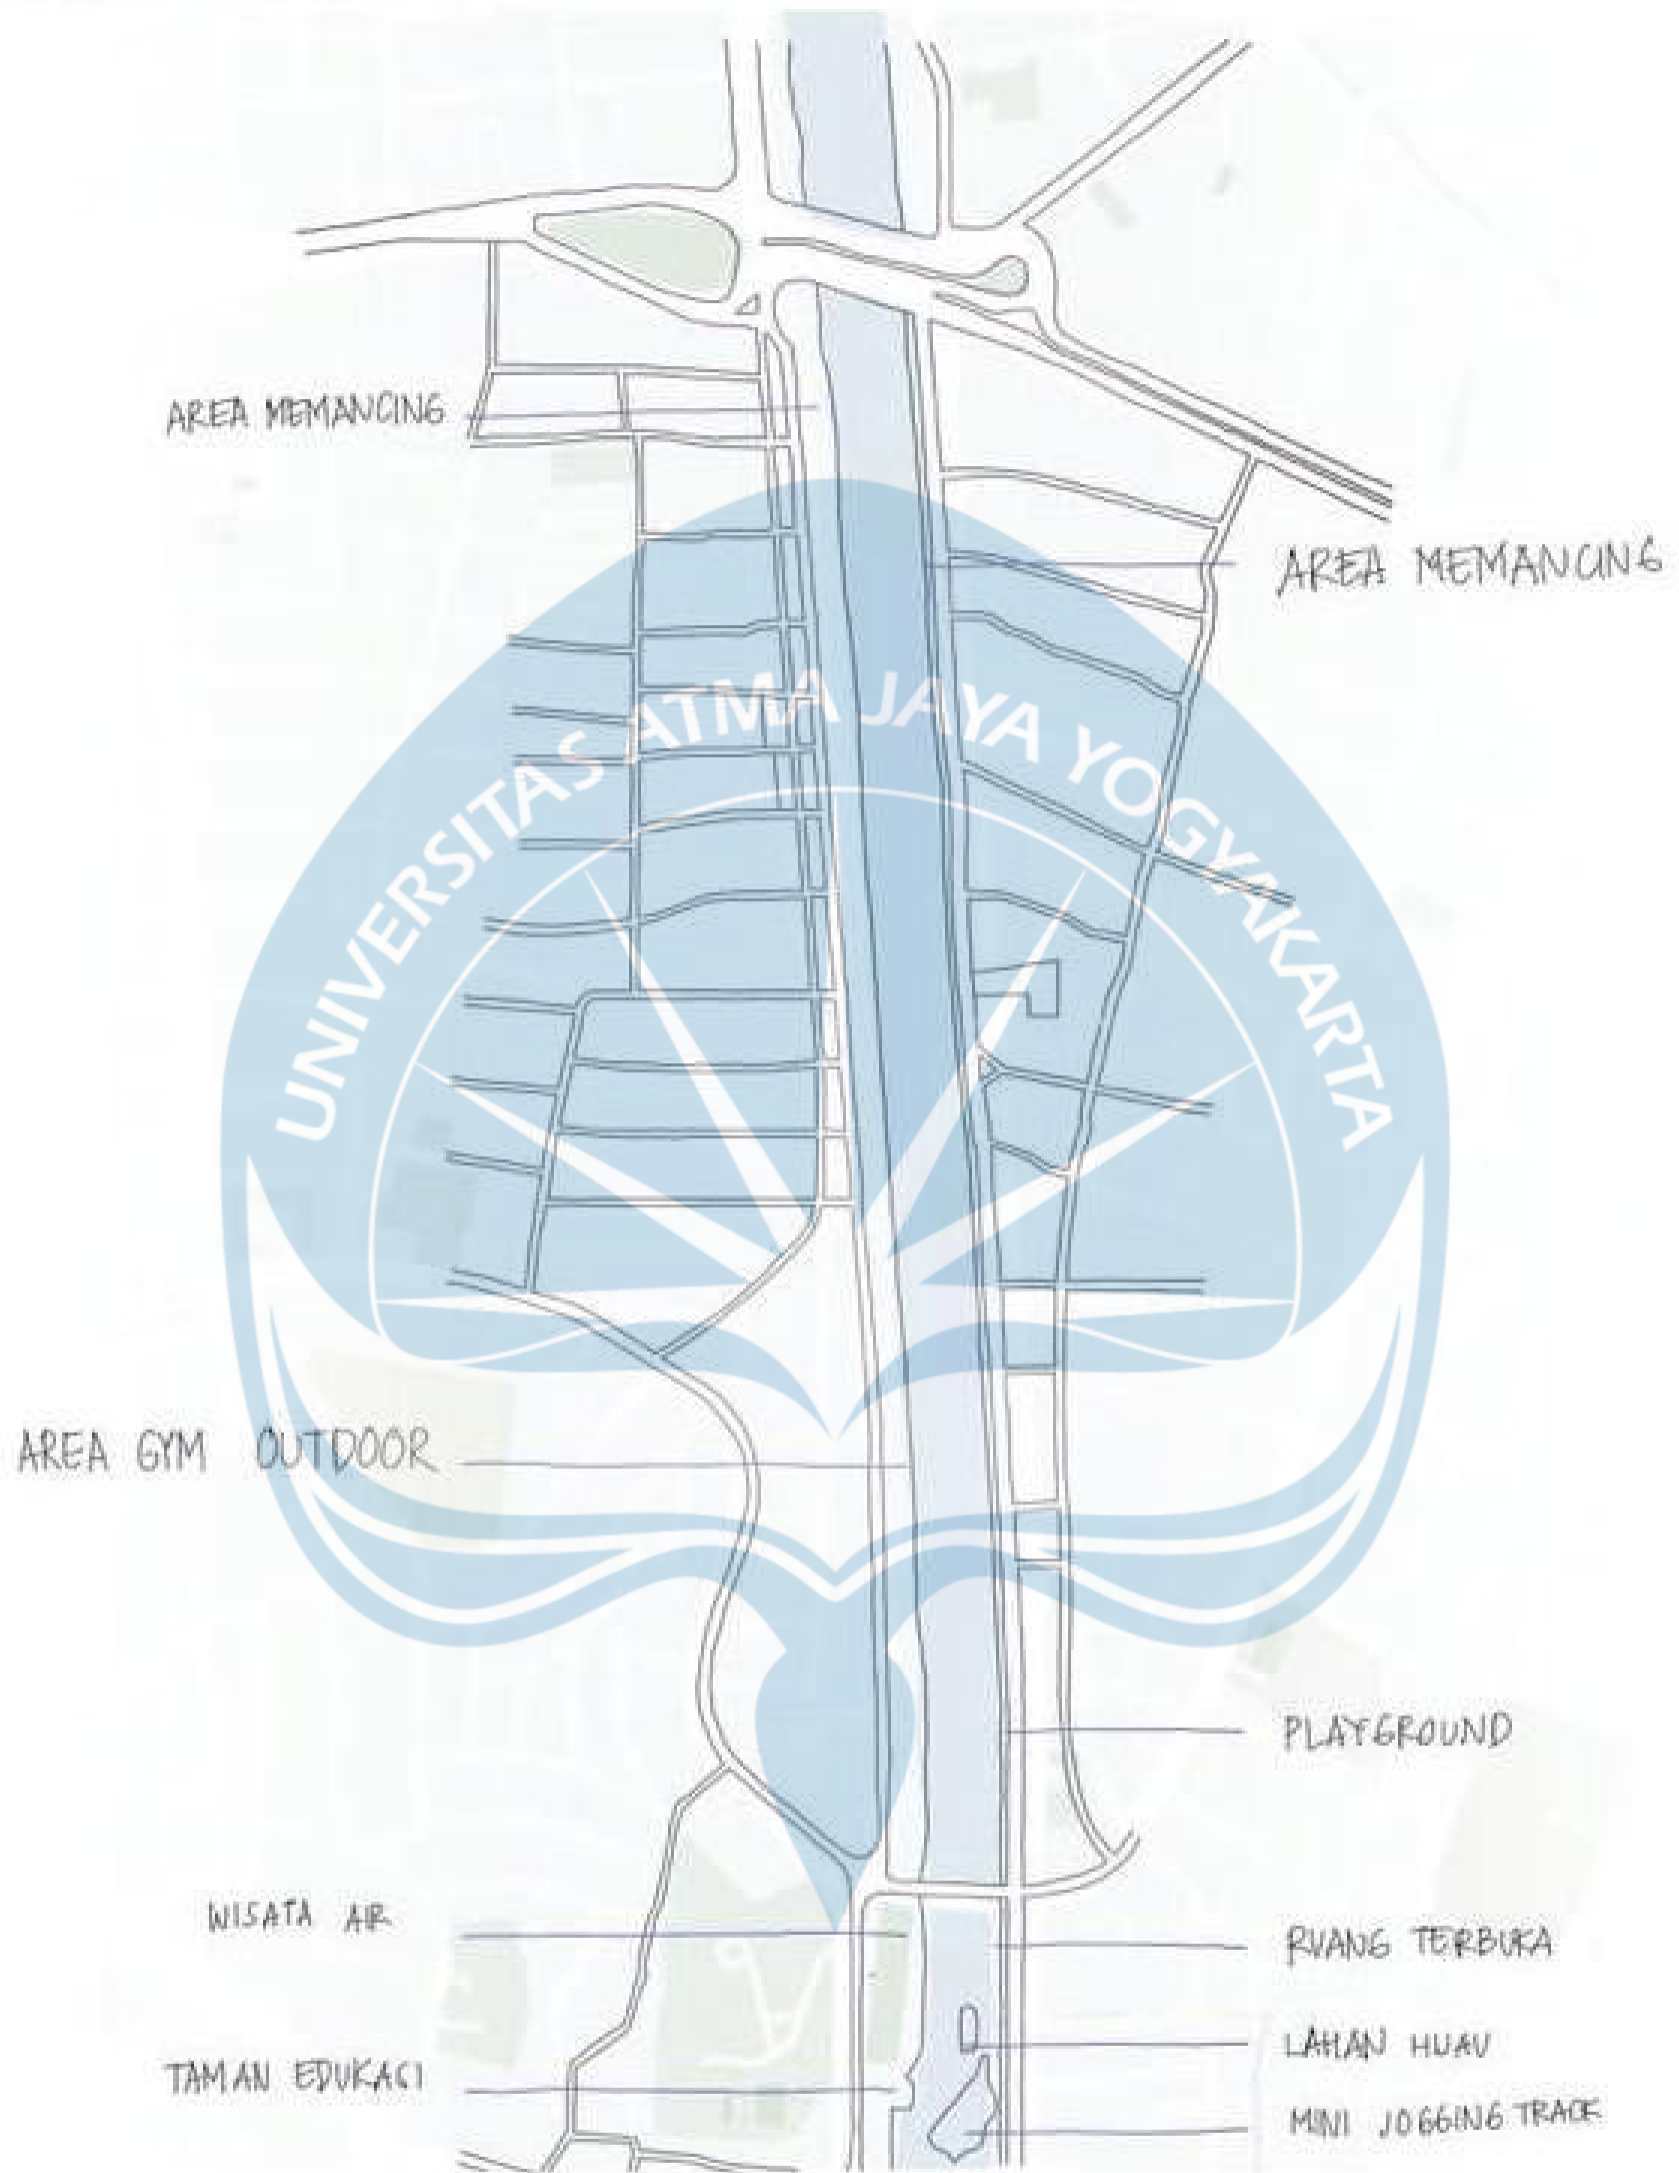 AREA MEMANCING
AREA MEMANCING
UNIVERSITAS ATMA JAYA YOGYAKARTA
AREA GYM OUTDOOR
PLAYGROUND
WISATA AIR
RUANG TERBUKA
LAHAN HIJAU
TAMAN EDUKASI
MINI JOGGING TRACK